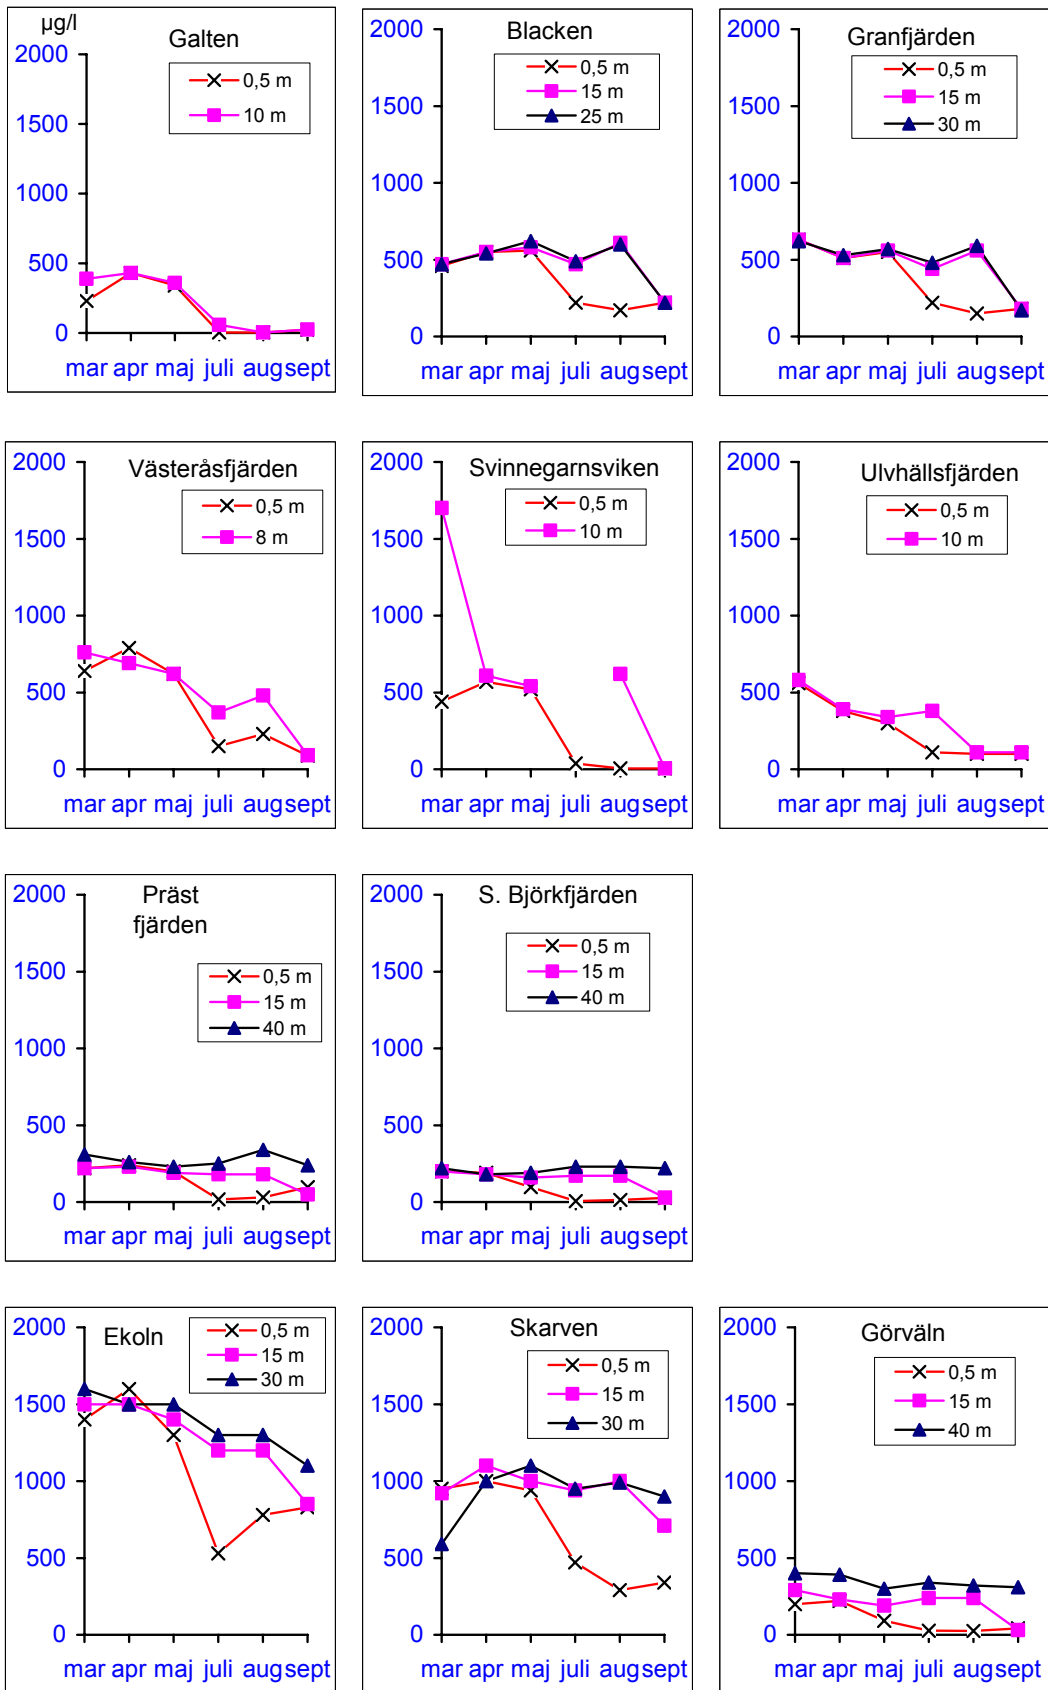 µg/l
Galten
2000
1500
1000
500
0
0,5 m
10 m
mar apr maj juli aug sept
Blacken
2000
1500
1000
500
0
0,5 m
15 m
25 m
mar apr maj juli aug sept
Granfjärden
2000
1500
1000
500
0
0,5 m
15 m
30 m
mar apr maj juli aug sept
Västeråsfjärden
2000
1500
1000
500
0
0,5 m
8 m
mar apr maj juli aug sept
Svinnegarnsviken
2000
1500
1000
500
0
0,5 m
10 m
mar apr maj juli aug sept
Ulvhällsfjärden
2000
1500
1000
500
0
0,5 m
10 m
mar apr maj juli aug sept
Präst
fjärden
2000
1500
1000
500
0
0,5 m
15 m
40 m
mar apr maj juli aug sept
S. Björkfjärden
2000
1500
1000
500
0
0,5 m
15 m
40 m
mar apr maj juli aug sept
Ekoln
2000
1500
1000
500
0
0,5 m
15 m
30 m
mar apr maj juli aug sept
Skarven
2000
1500
1000
500
0
0,5 m
15 m
30 m
mar apr maj juli aug sept
Görväln
2000
1500
1000
500
0
0,5 m
15 m
40 m
mar apr maj juli aug sept